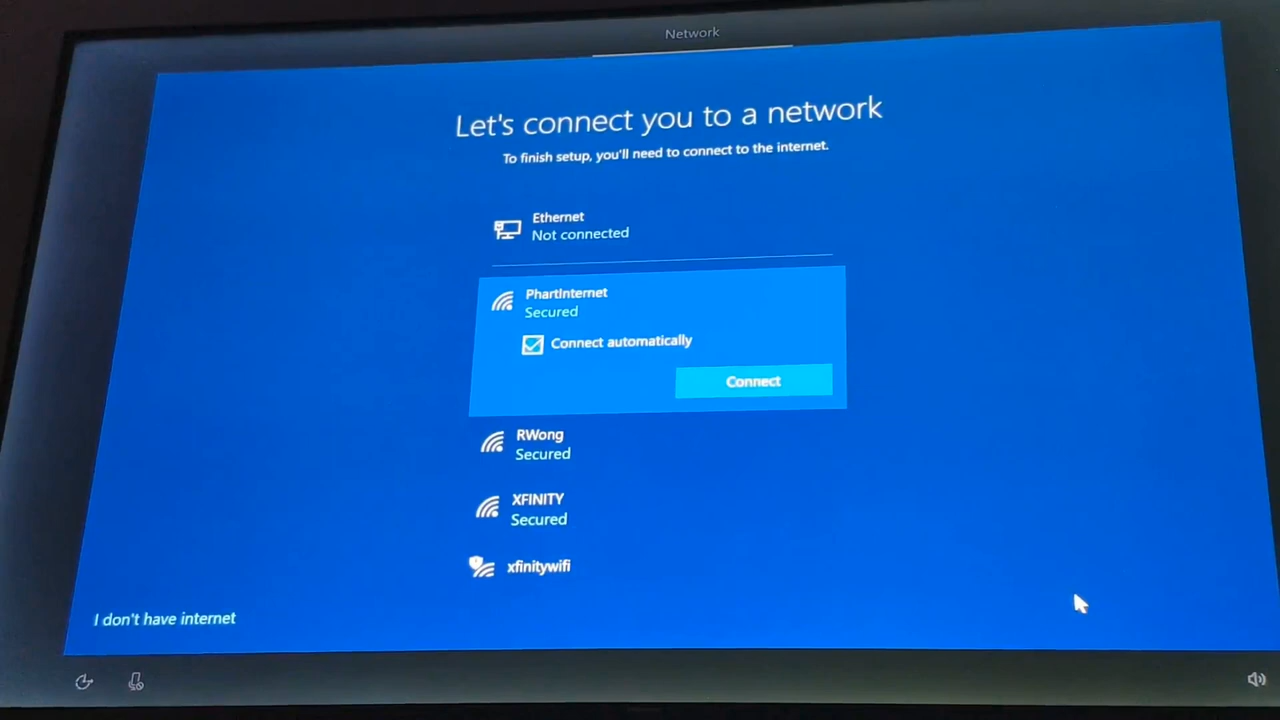 Network
Let's connect you to a network
To finish setup, you'll need to connect to the internet.
Ethernet
Not connected
PhartInternet
Secured
Connect automatically
Connect
RWong
Secured
XFINITY
Secured
xfinitywifi
I don't have internet